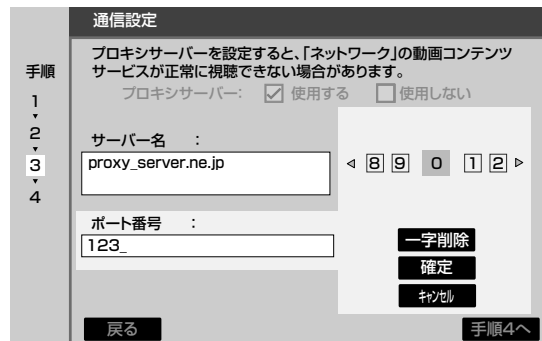 通信設定
プロキシサーバーを設定すると、「ネットワーク」の動画コンテンツ
サービスが正常に視聴できない場合があります。
プロキシサーバー: 使用する 使用しない
手順
1
2
3
4
サーバー名 :
proxy_server.ne.jp
8 9 0 1 2
ポート番号 :
123_
一字削除
確定
キャンセル
戻る
手順4へ